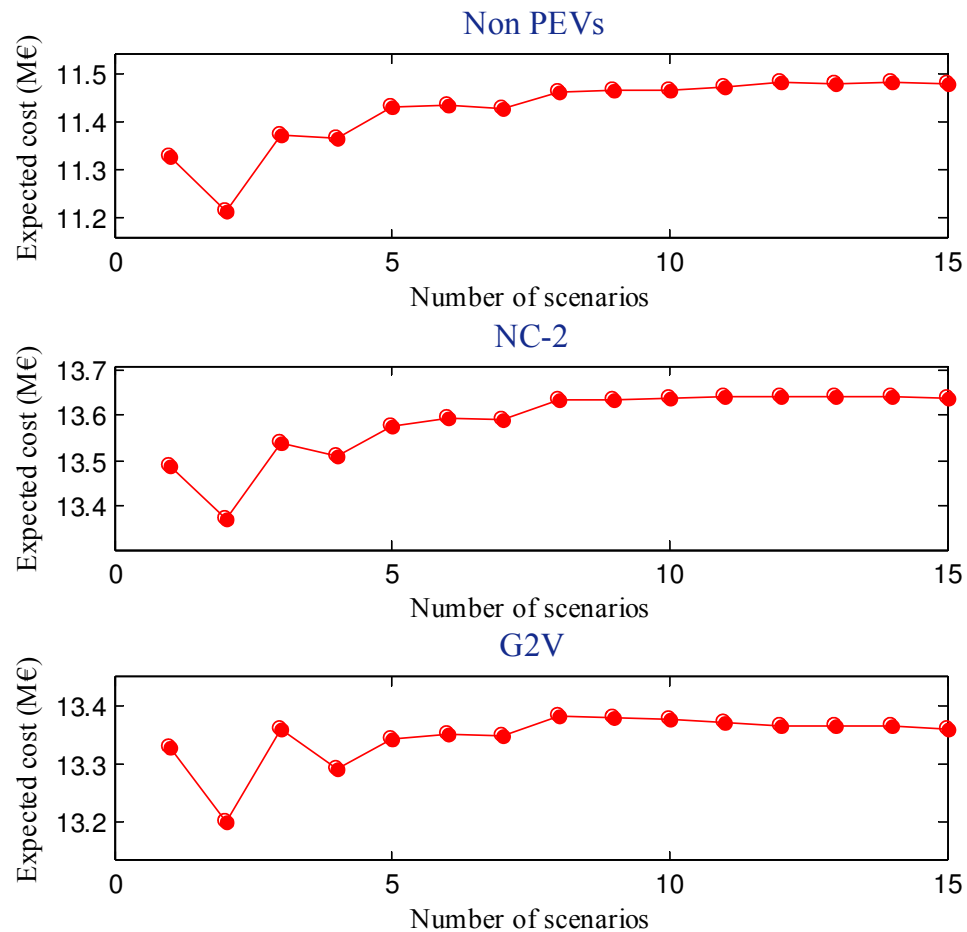 Non PEVs
Expected cost (M€)
11.5
11.4
11.3
11.2
0 5 10 15
Number of scenarios
NC-2
Expected cost (M€)
13.7
13.6
13.5
13.4
0 5 10 15
Number of scenarios
G2V
Expected cost (M€)
13.4
13.3
13.2
0 5 10 15
Number of scenarios